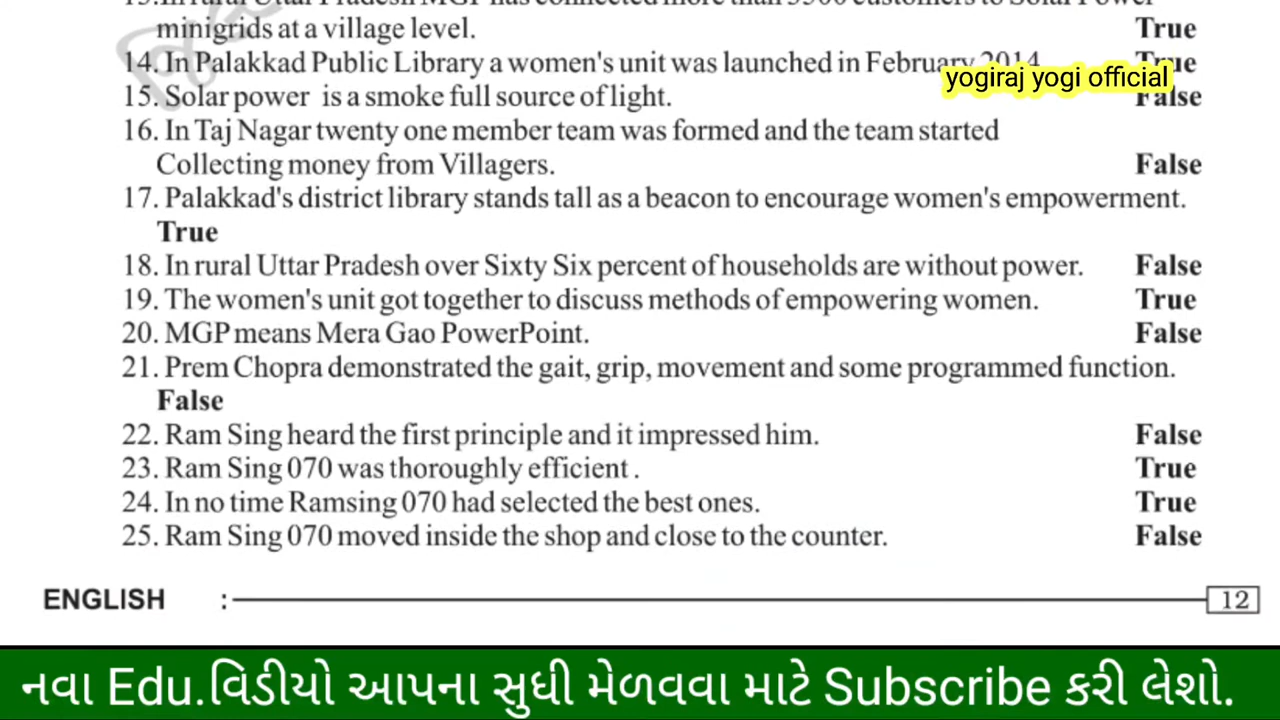 minigrids at a village level. True
14. In Palakkad Public Library a women's unit was launched in February 2014
yogiraj yogi official
15. Solar power is a smoke full source of light. False
16. In Taj Nagar twenty one member team was formed and the team started
Collecting money from Villagers. False
17. Palakkad's district library stands tall as a beacon to encourage women's empowerment.
True
18. In rural Uttar Pradesh over Sixty Six percent of households are without power. False
19. The women's unit got together to discuss methods of empowering women. True
20. MGP means Mera Gao PowerPoint. False
21. Prem Chopra demonstrated the gait, grip, movement and some programmed function.
False
22. Ram Sing heard the first principle and it impressed him. False
23. Ram Sing 070 was thoroughly efficient . True
24. In no time Ramsing 070 had selected the best ones. True
25. Ram Sing 070 moved inside the shop and close to the counter. False
ENGLISH : 12
નવા Edu.વિડીયો આપના સુધી મેળવવા માટે Subscribe કરી લેશો.